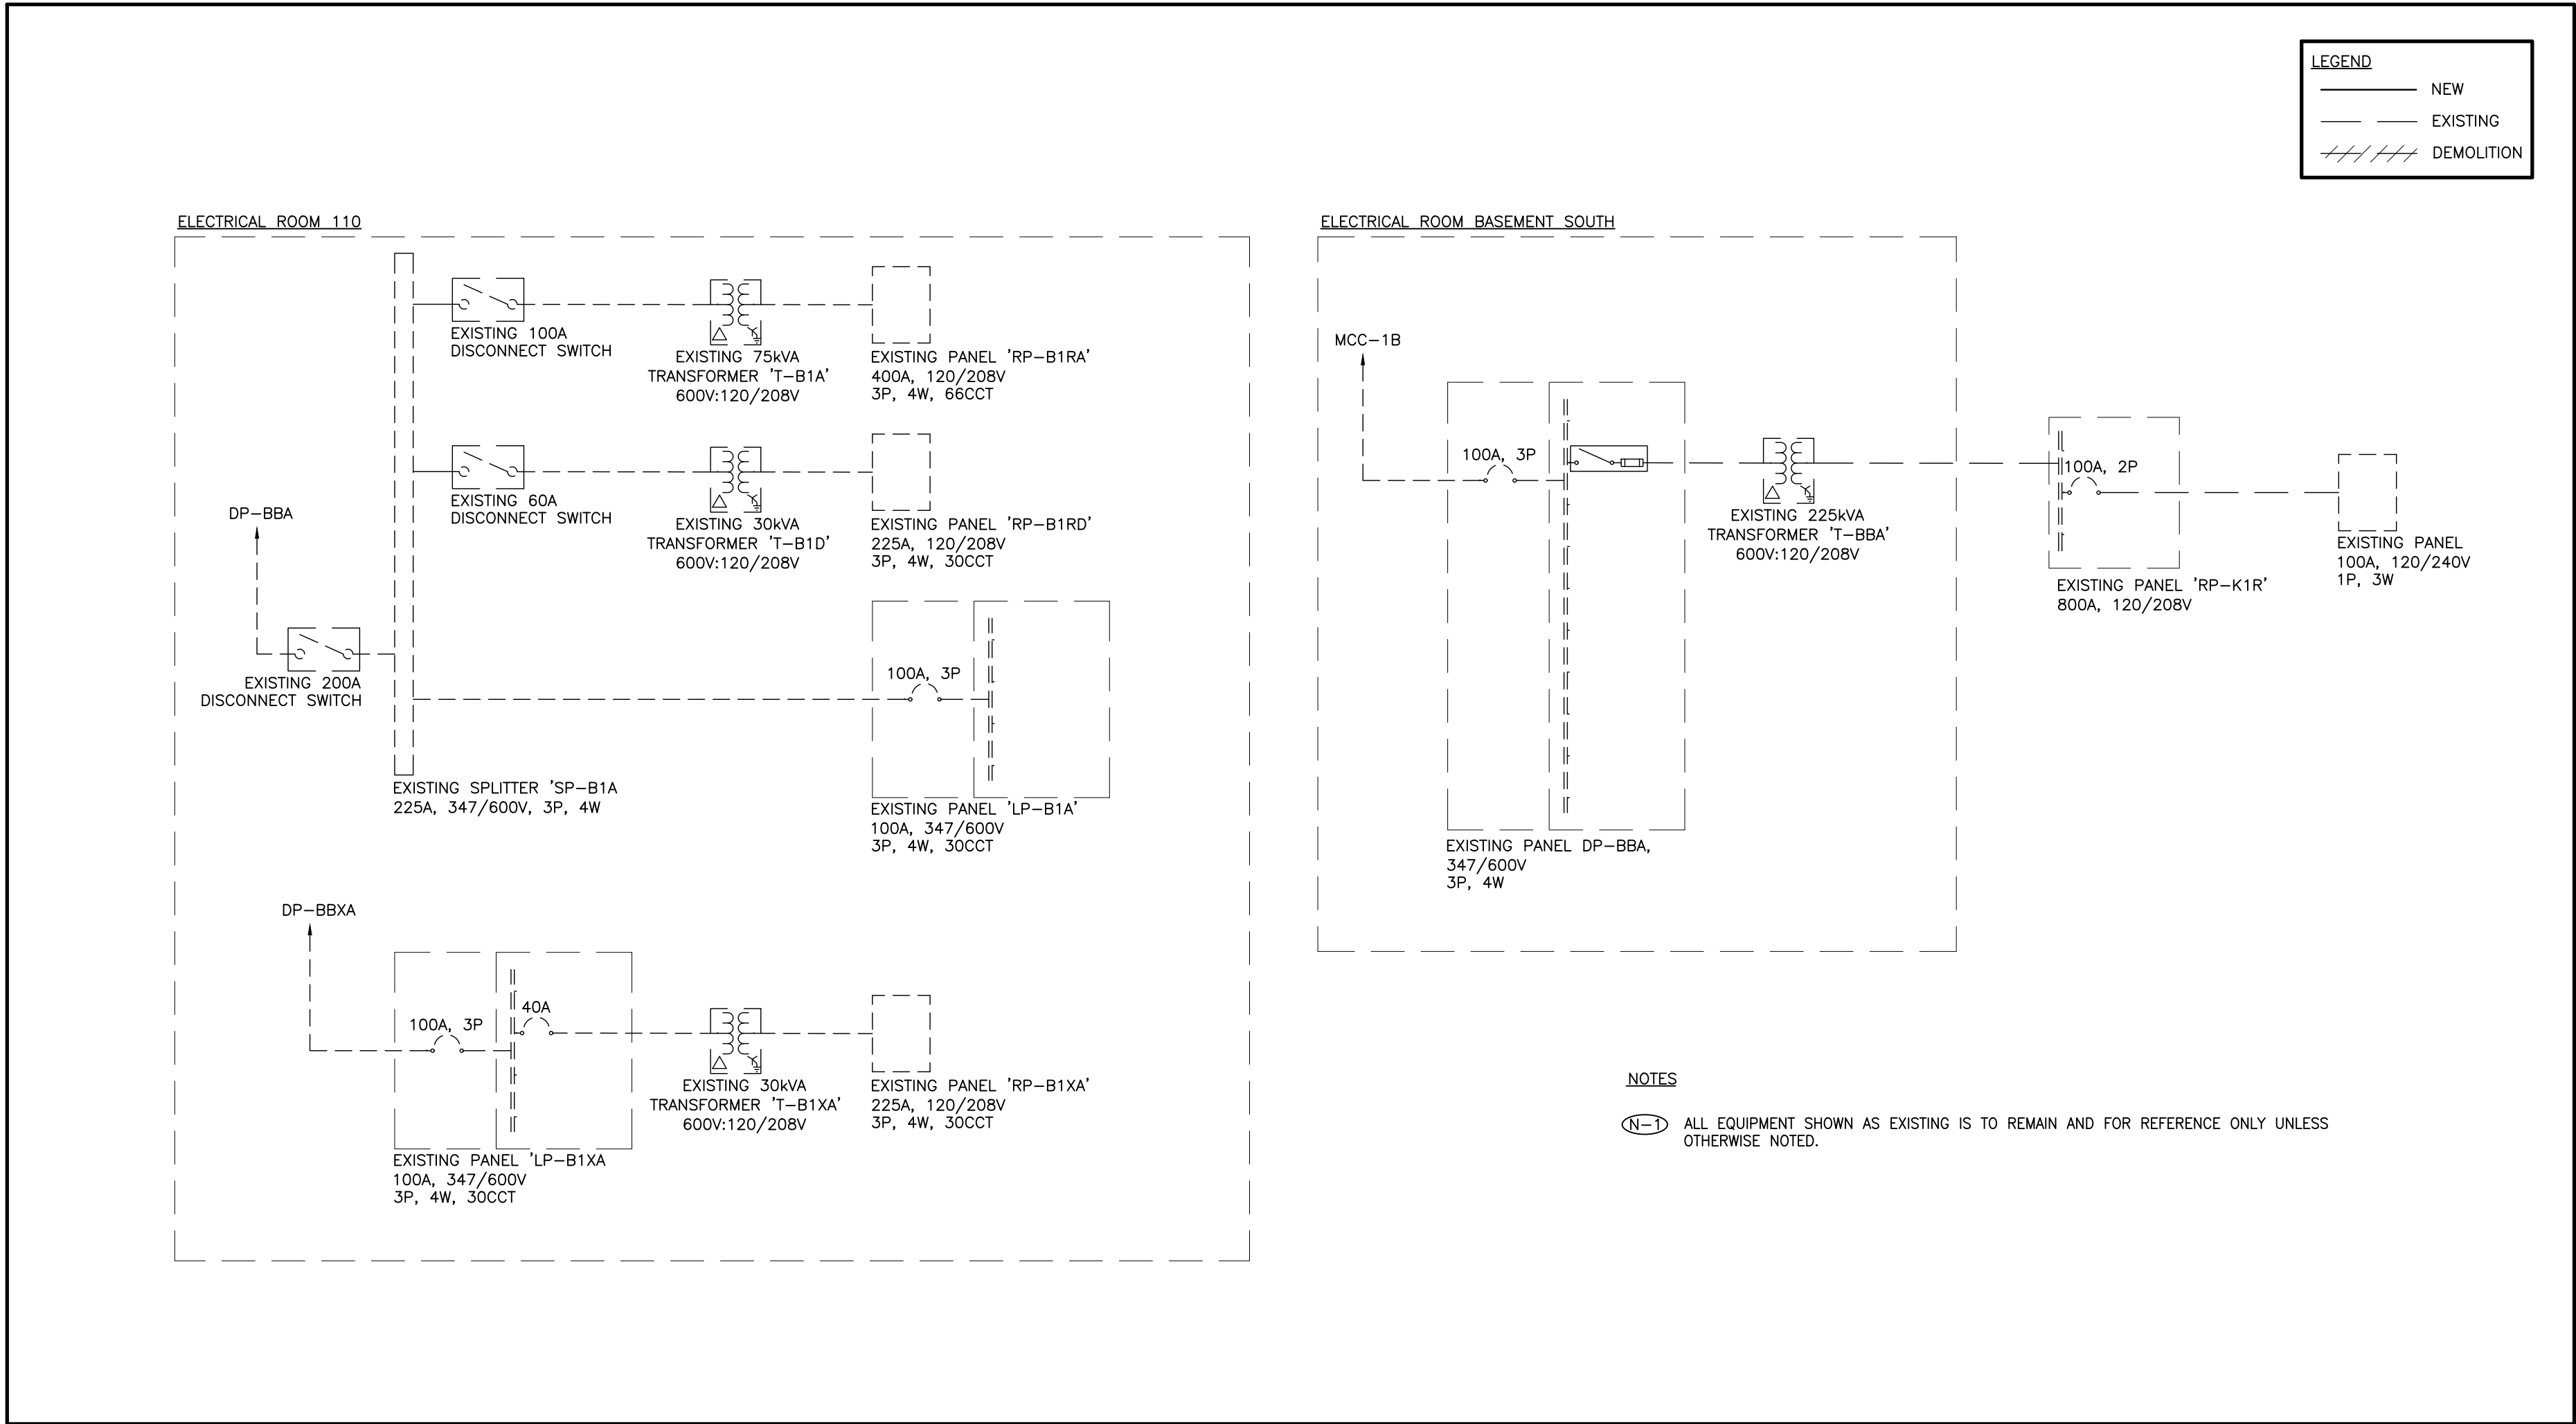 LEGEND
NEW
EXISTING
DEMOLITION
ELECTRICAL ROOM 110
EXISTING 100A
DISCONNECT SWITCH
EXISTING 75kVA
TRANSFORMER 'T-B1A'
600V:120/208V
EXISTING PANEL 'RP-B1RA'
400A, 120/208V
3P, 4W, 66CCT
EXISTING 60A
DISCONNECT SWITCH
EXISTING 30kVA
TRANSFORMER 'T-B1D'
600V:120/208V
EXISTING PANEL 'RP-B1RD'
225A, 120/208V
3P, 4W, 30CCT
DP-BBA
EXISTING 200A
DISCONNECT SWITCH
100A, 3P
EXISTING SPLITTER 'SP-B1A
225A, 347/600V, 3P, 4W
EXISTING PANEL 'LP-B1A'
100A, 347/600V
3P, 4W, 30CCT
DP-BBXA
100A, 3P
40A
EXISTING PANEL 'LP-B1XA
100A, 347/600V
3P, 4W, 30CCT
EXISTING 30kVA
TRANSFORMER 'T-B1XA'
600V:120/208V
EXISTING PANEL 'RP-B1XA'
225A, 120/208V
3P, 4W, 30CCT
ELECTRICAL ROOM BASEMENT SOUTH
MCC-1B
100A, 3P
EXISTING PANEL DP-BBA,
347/600V
3P, 4W
EXISTING 225kVA
TRANSFORMER 'T-BBA'
600V:120/208V
100A, 2P
EXISTING PANEL 'RP-K1R'
800A, 120/208V
EXISTING PANEL
100A, 120/240V
1P, 3W
NOTES
N-1 ALL EQUIPMENT SHOWN AS EXISTING IS TO REMAIN AND FOR REFERENCE ONLY UNLESS
OTHERWISE NOTED.